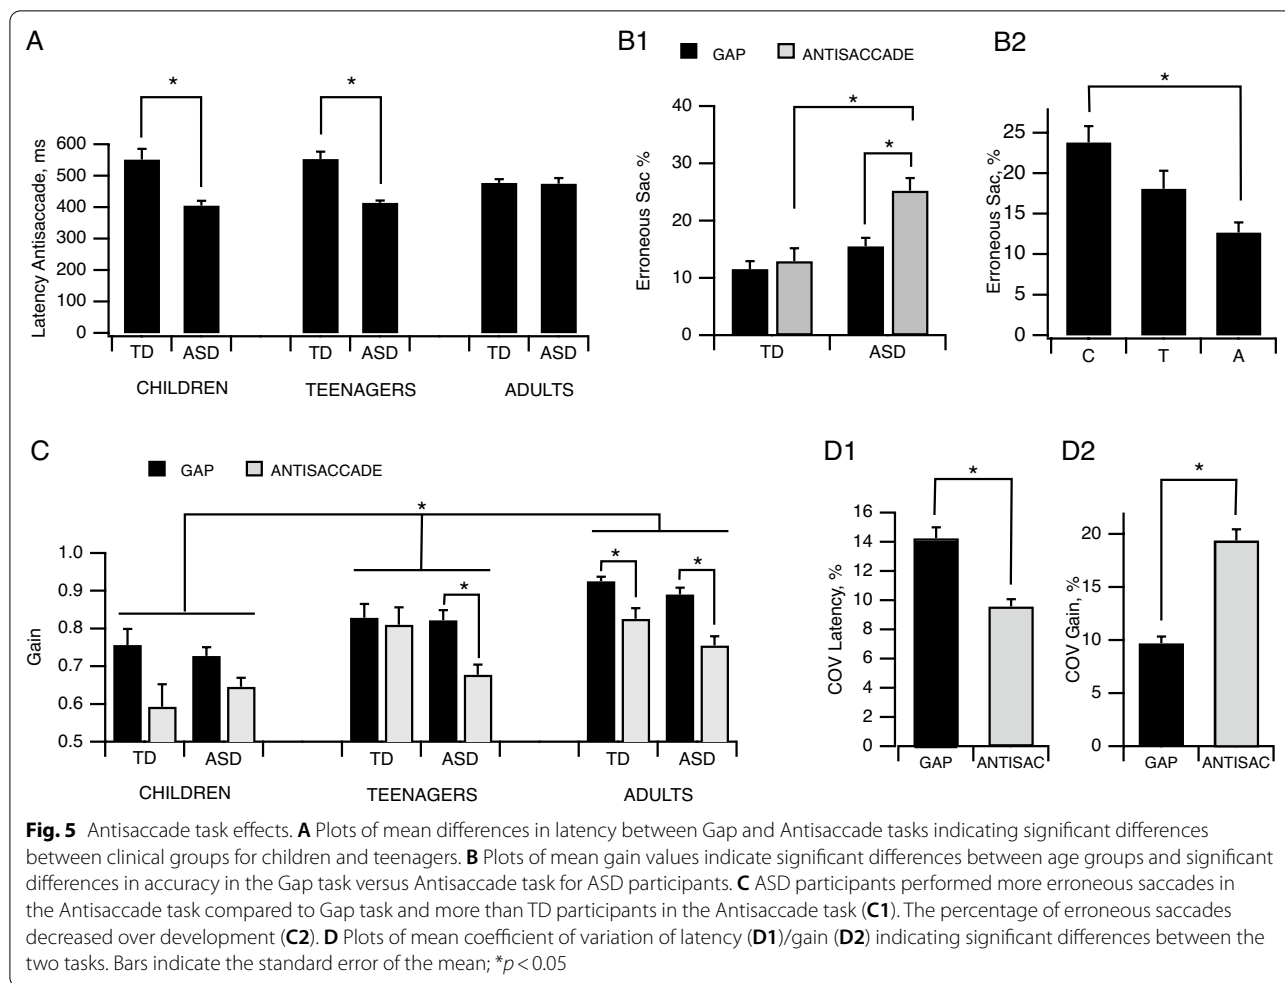 A
*
*
Latency Antisaccade, ms
600
500
400
300
200
100
0
TD
ASD
TD
ASD
TD
ASD
CHILDREN
TEENAGERS
ADULTS
B1
GAP
ANTISACCADE
*
*
Erroneous Sac %
40
30
20
10
0
TD
ASD
B2
*
Erroneous Sac, %
25
20
15
10
5
0
C
T
A
C
GAP
ANTISACCADE
*
*
*
*
Gain
1.0
0.9
0.8
0.7
0.6
0.5
TD
ASD
TD
ASD
TD
ASD
CHILDREN
TEENAGERS
ADULTS
D1
*
COV Latency, %
16
14
12
10
8
6
4
2
0
GAP
ANTISAC
D2
*
COV Gain, %
20
15
10
5
0
GAP
ANTISAC
Fig. 5 Antisaccade task effects. A Plots of mean differences in latency between Gap and Antisaccade tasks indicating significant differences
between clinical groups for children and teenagers. B Plots of mean gain values indicate significant differences between age groups and significant
differences in accuracy in the Gap task versus Antisaccade task for ASD participants. C ASD participants performed more erroneous saccades in
the Antisaccade task compared to Gap task and more than TD participants in the Antisaccade task (C1). The percentage of erroneous saccades
decreased over development (C2). D Plots of mean coefficient of variation of latency (D1)/gain (D2) indicating significant differences between the
two tasks. Bars indicate the standard error of the mean; *p < 0.05